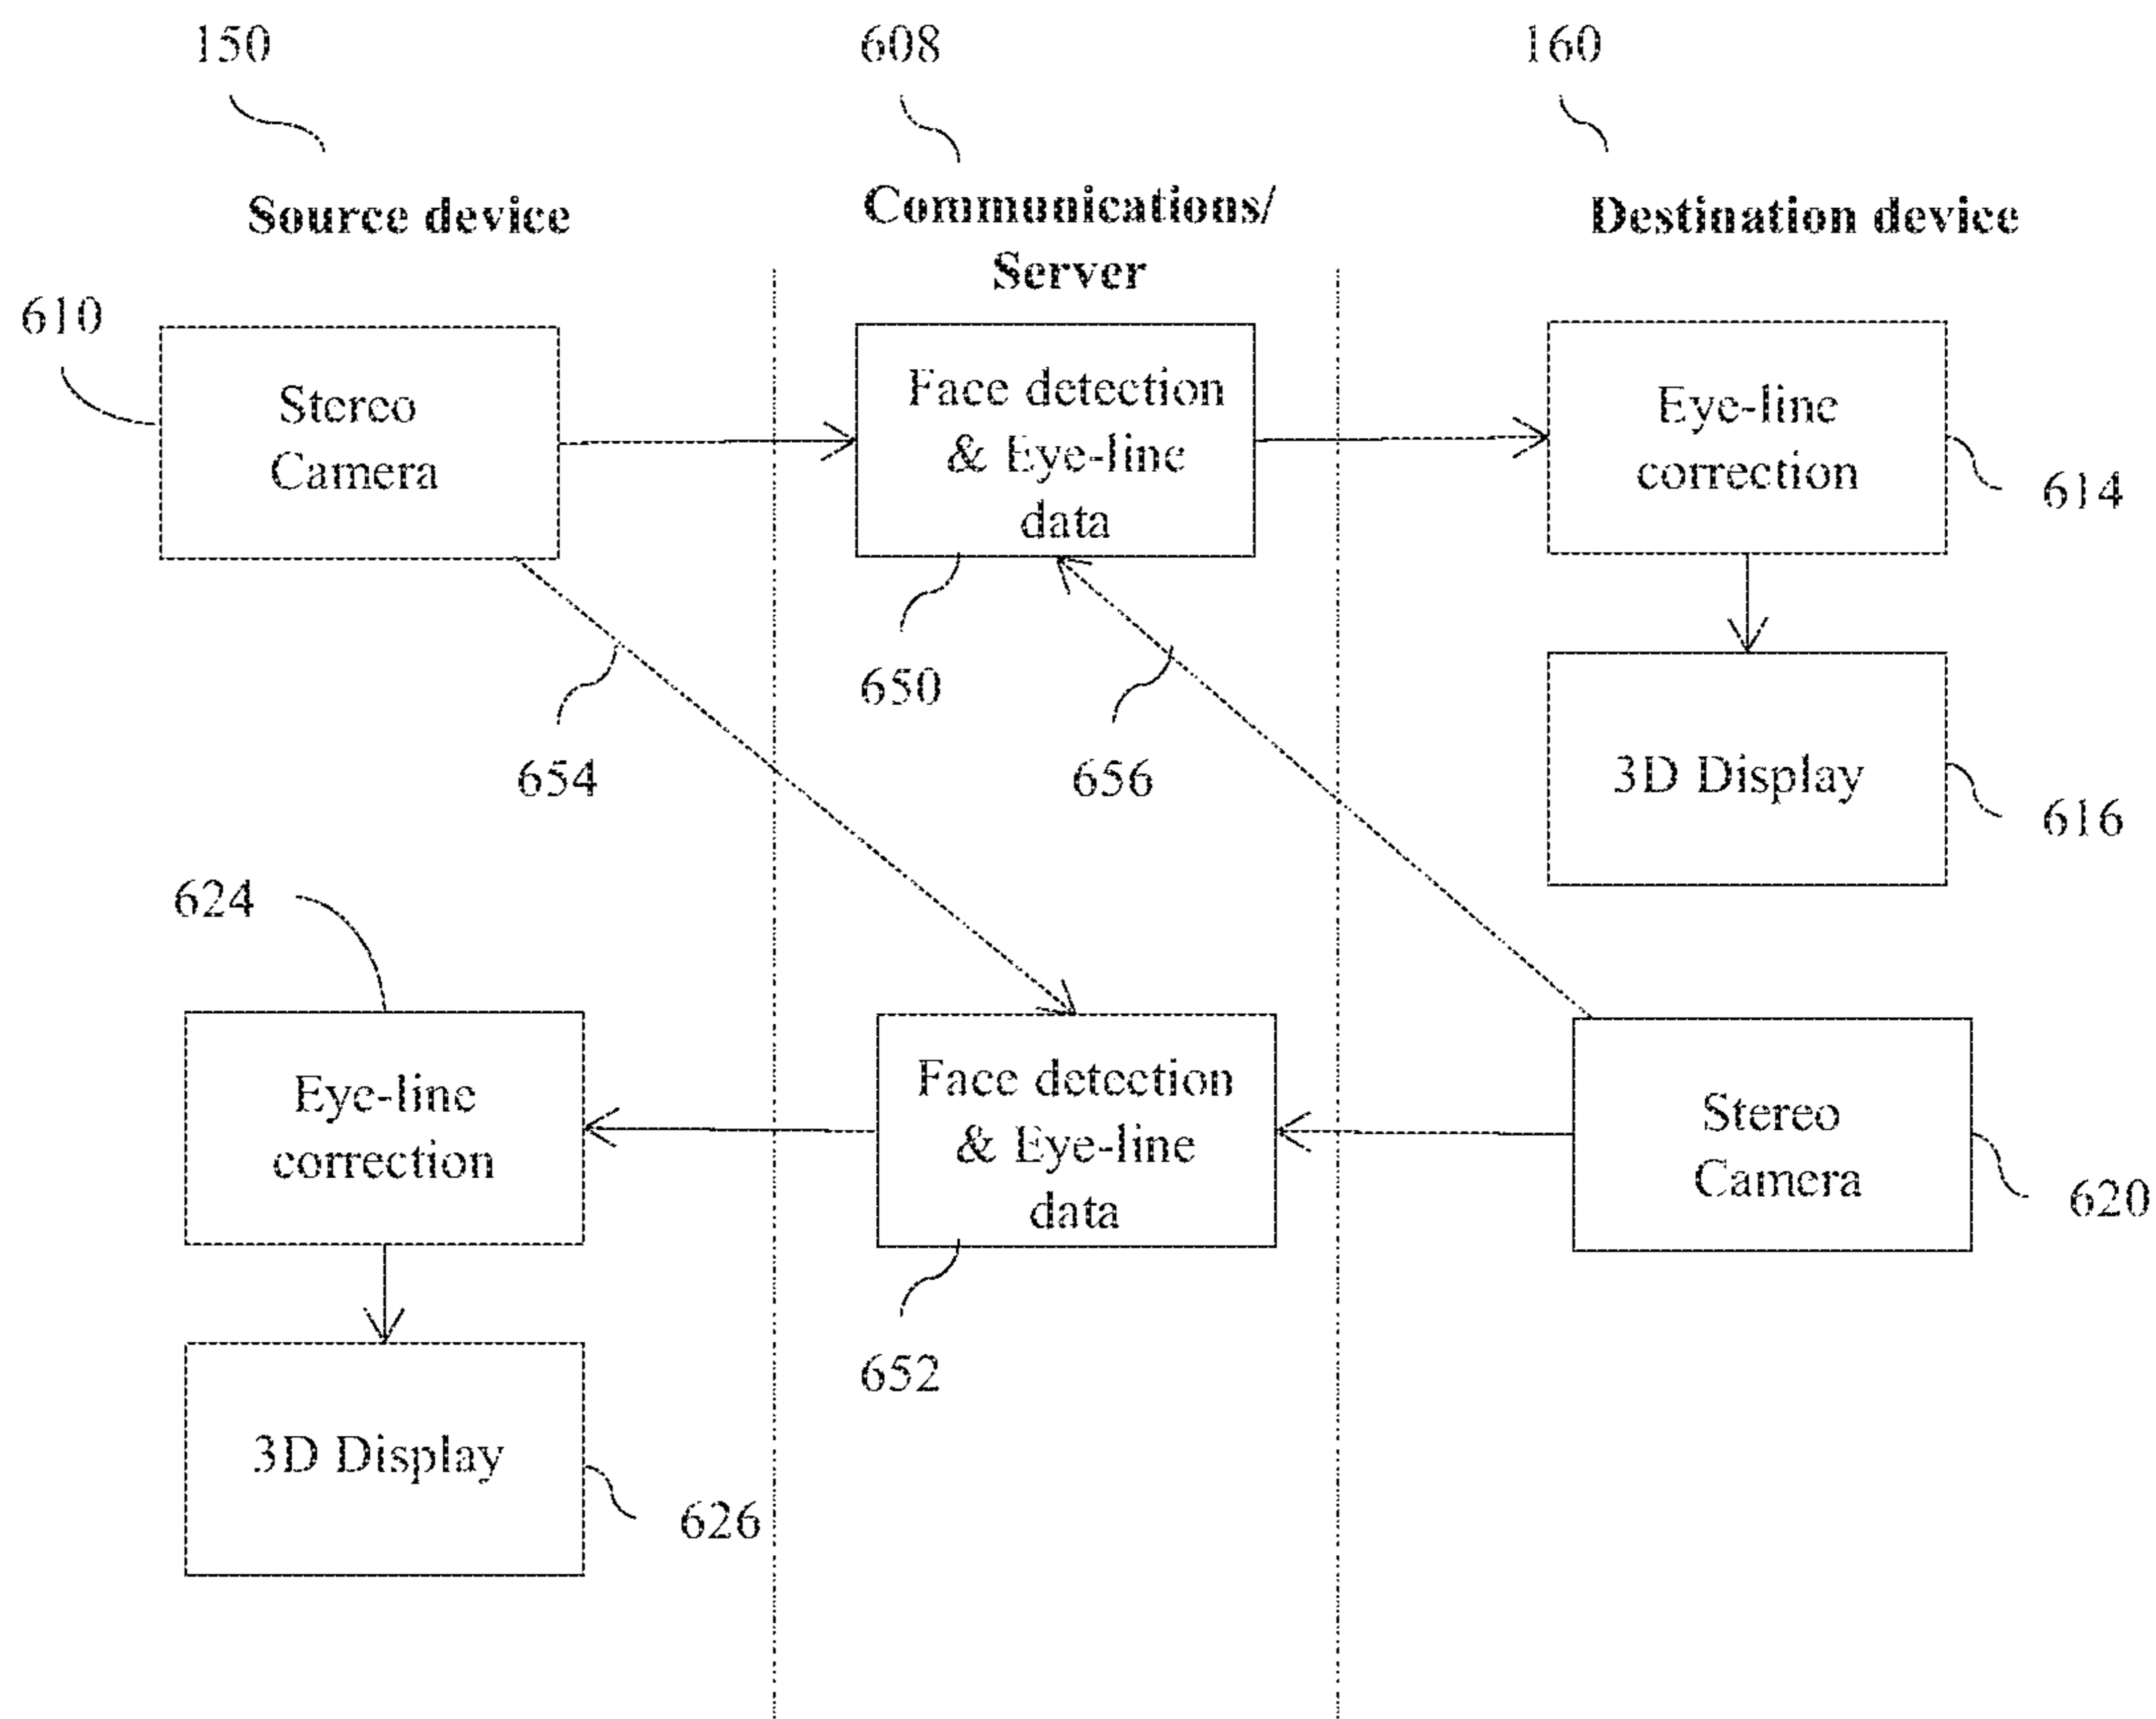 150
608
160
Source device
Communications/
Server
Destination device
610
Stereo
Camera
Face detection
& Eye-line
data
Eye-line
correction
614
650
654
656
3D Display
616
624
Eye-line
correction
Face detection
& Eye-line
data
Stereo
Camera
620
652
3D Display
626